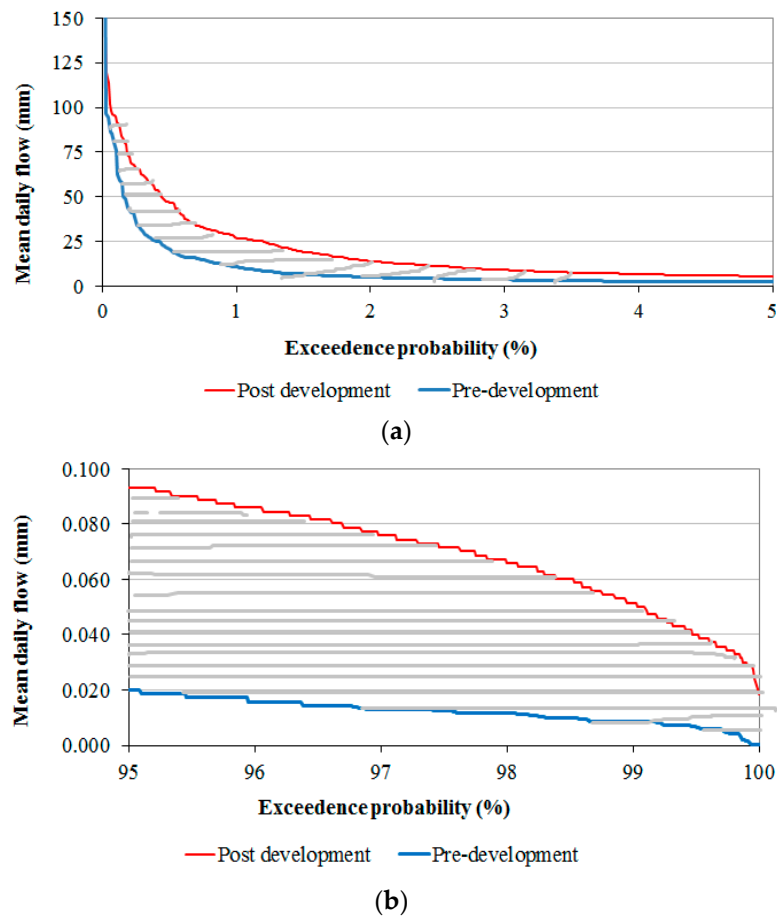 150
125
100
75
50
25
0
Mean daily flow (mm)
0 1 2 3 4 5
Exceedence probability (%)
Post development Pre-development
(a)
0.100
0.080
0.060
0.040
0.020
0.000
Mean daily flow (mm)
95 96 97 98 99 100
Exceedence probability (%)
Post development Pre-development
(b)